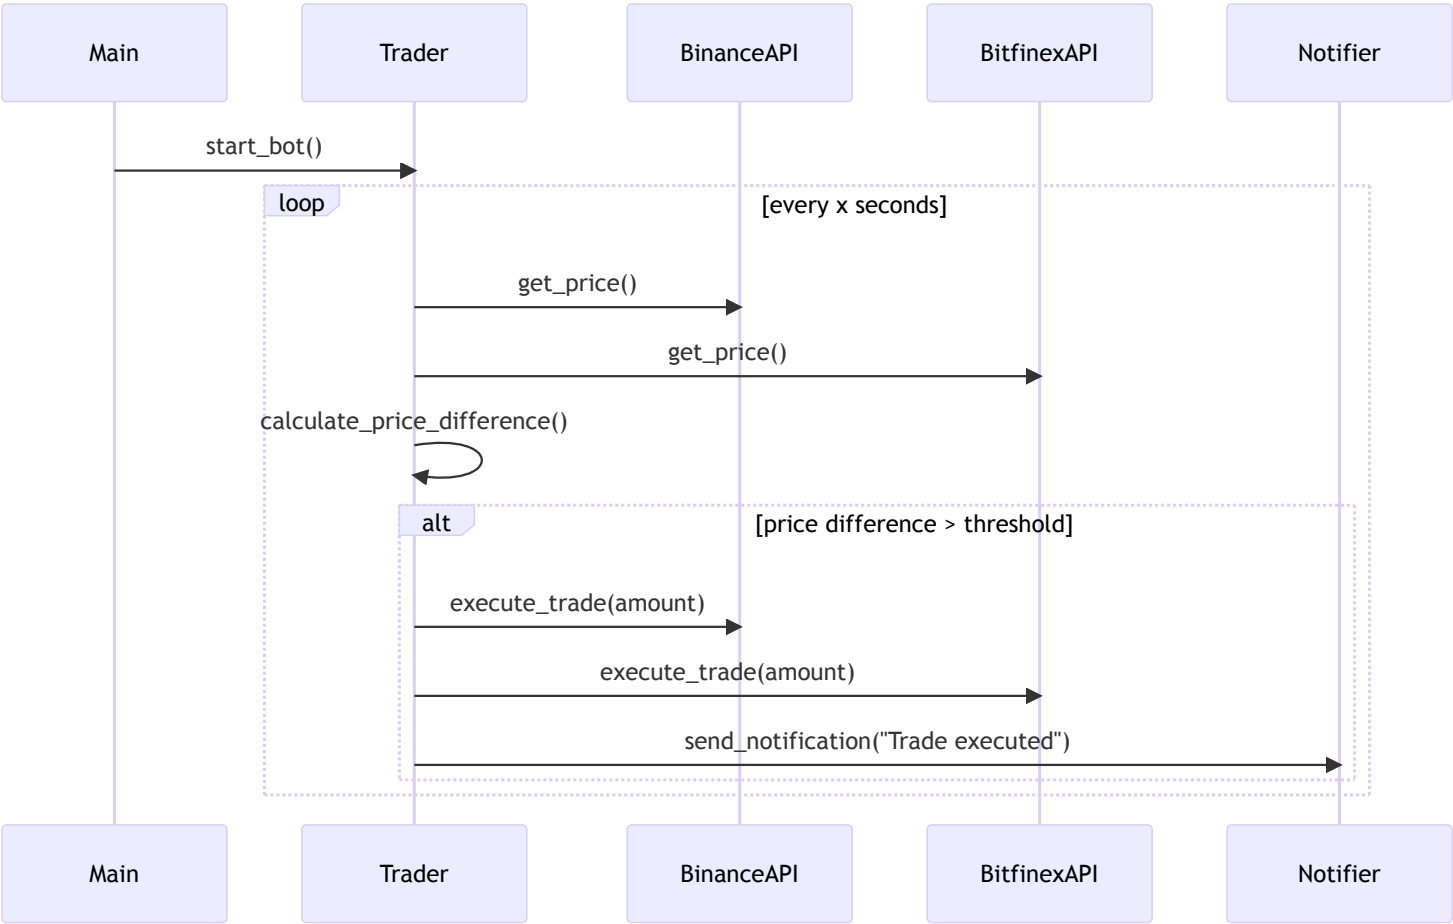 Main
Trader
BinanceAPI
BitfinexAPI
Notifier
start_bot()
loop
[every x seconds]
get_price()
get_price()
calculate_price_difference()
alt
[price difference > threshold]
execute_trade(amount)
execute_trade(amount)
send_notification("Trade executed")
Main
Trader
BinanceAPI
BitfinexAPI
Notifier